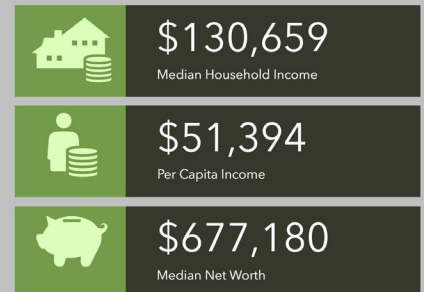 $130,659
Median Household Income
$51,394
Per Capita Income
$677,180
Median Net Worth